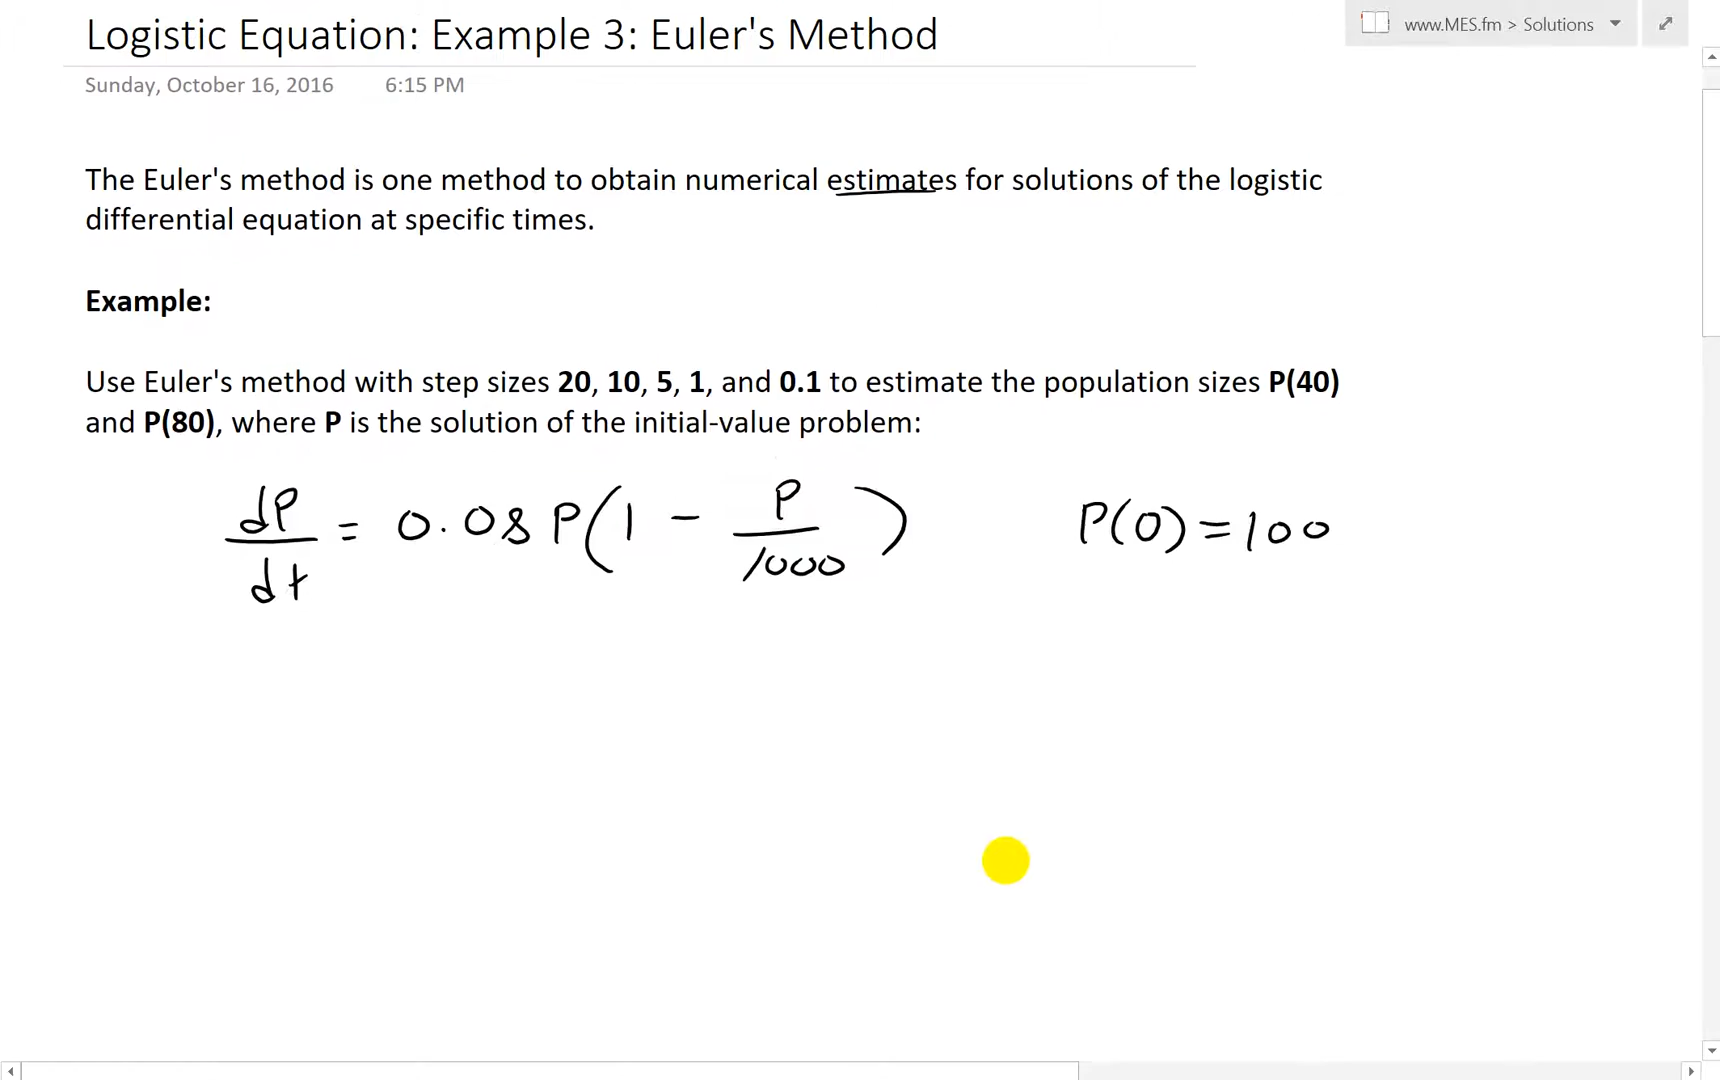 Logistic Equation: Example 3: Euler's Method
www.MES.fm > Solutions
Sunday, October 16, 2016 6:15 PM
The Euler's method is one method to obtain numerical estimates for solutions of the logistic
differential equation at specific times.
Example:
Use Euler's method with step sizes 20, 10, 5, 1, and 0.1 to estimate the population sizes P(40)
and P(80), where P is the solution of the initial-value problem:
dP/dt = 0.08 P(1 - P/1000) P(0) = 100